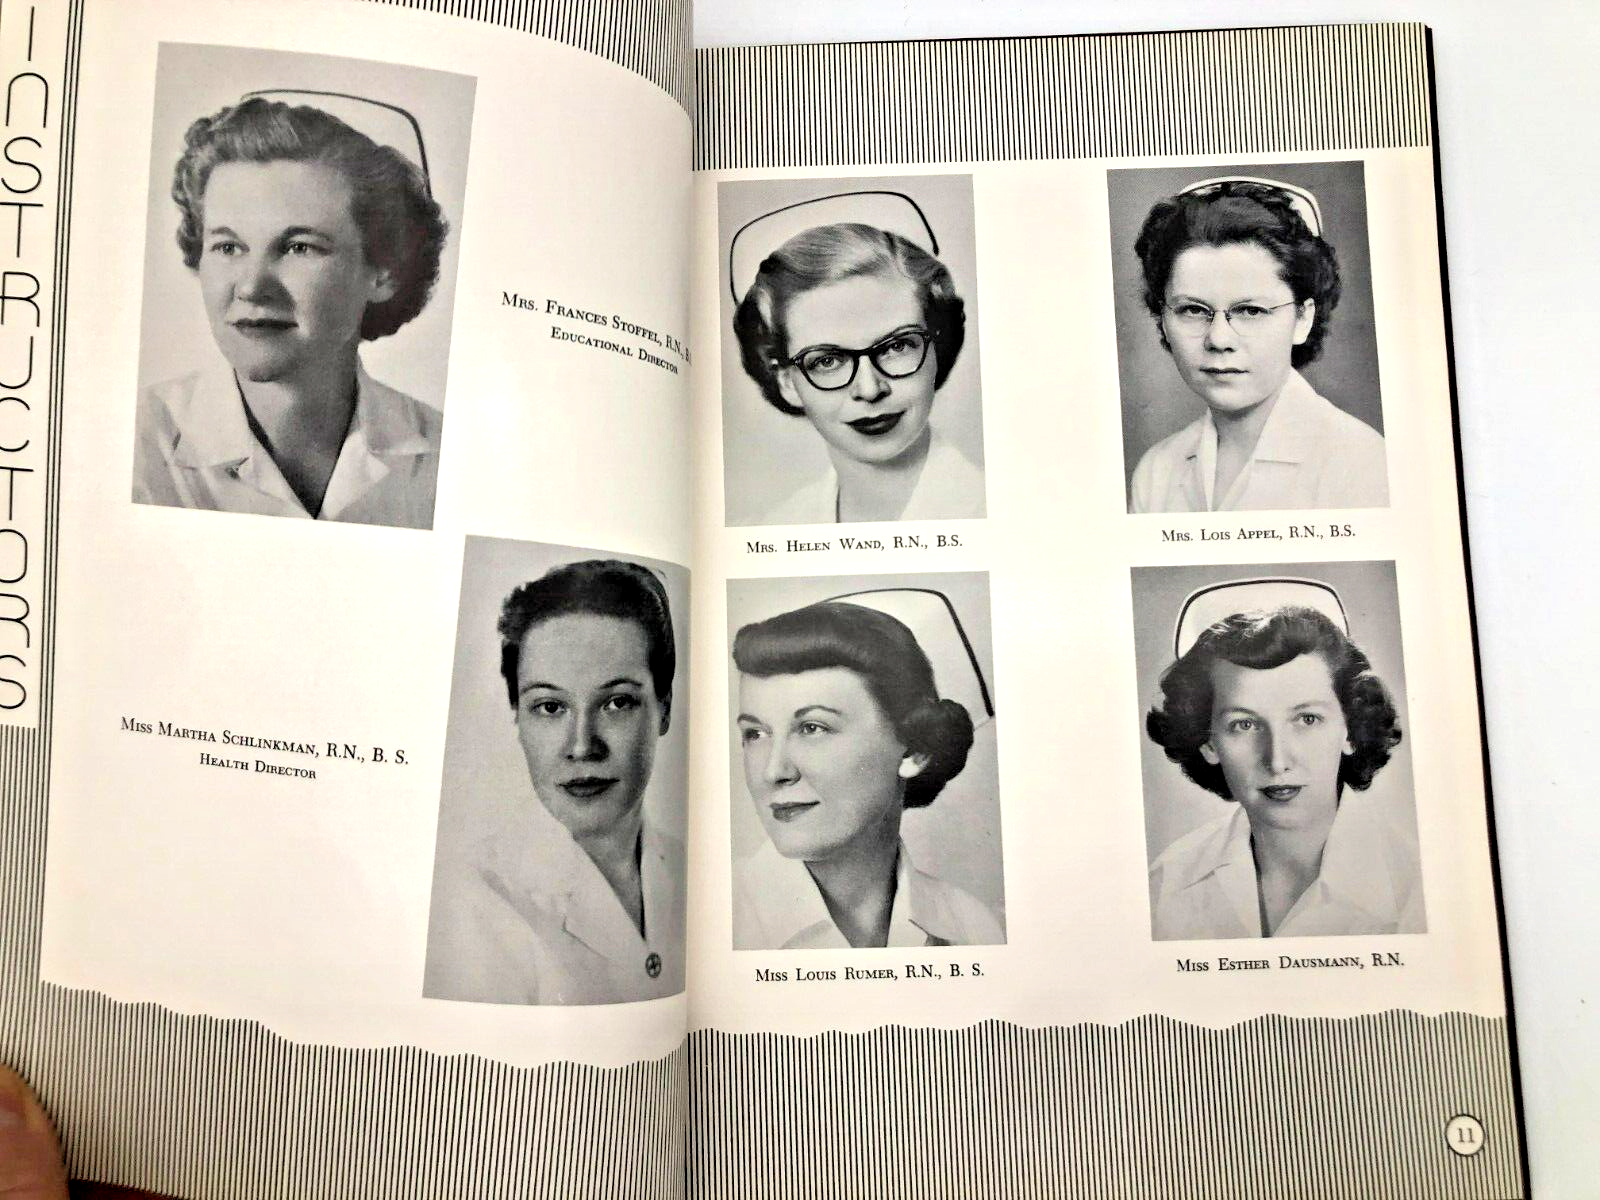 INSTRUCTORS
Mrs. Frances Stoffel, R.N., B.
Educational Director
Miss Martha Schlinkman, R.N., B. S.
Health Director
Mrs. Helen Wand, R.N., B.S.
Mrs. Lois Appel, R.N., B.S.
Miss Louis Rumer, R.N., B. S.
Miss Esther Dausmann, R.N.
11